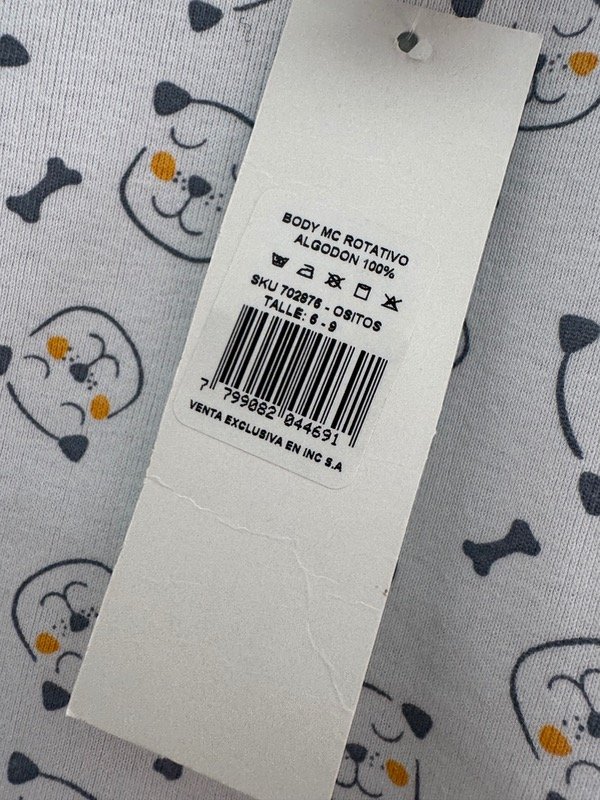 BODY MC ROTATIVO
ALGODON 100%
SKU 702876 - OSITOS
TALLE: 6 - 9
7 799082 044691
VENTA EXCLUSIVA EN INC S.A